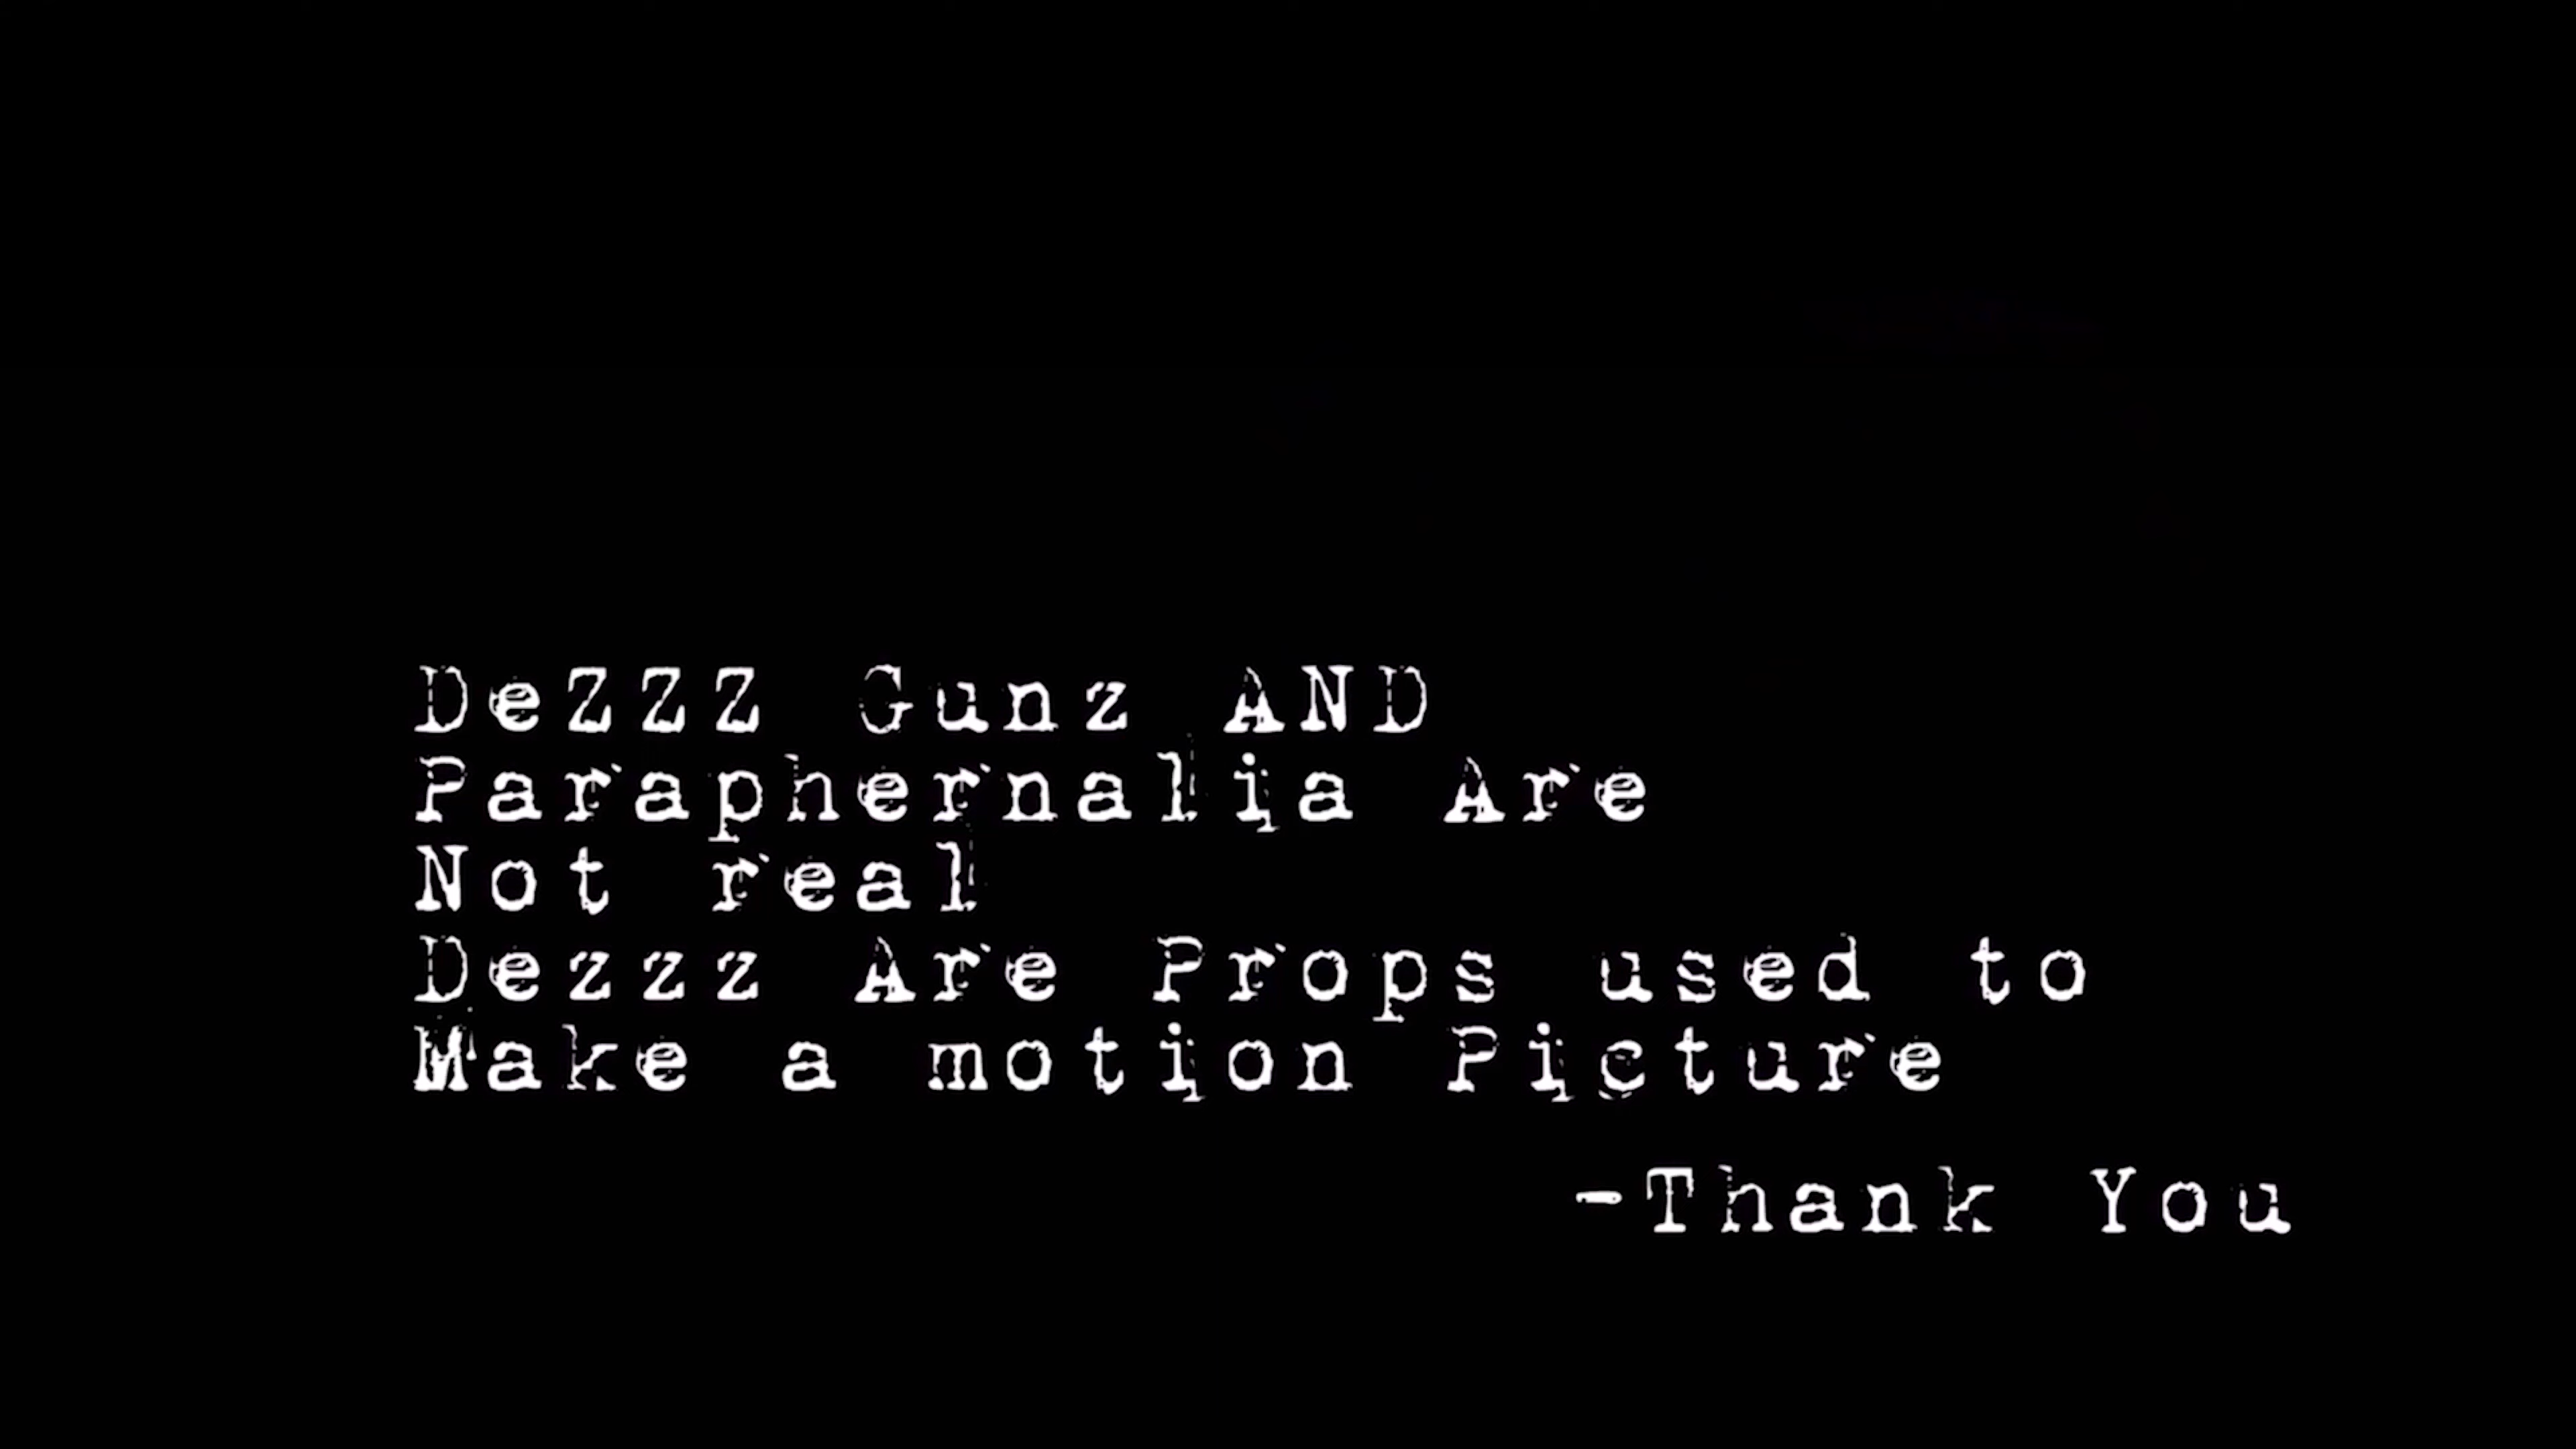 DeZZZ Gunz AND
Paraphernalia Are
Not real
Dezzz Are Props used to
Make a motion Picture
-Thank You